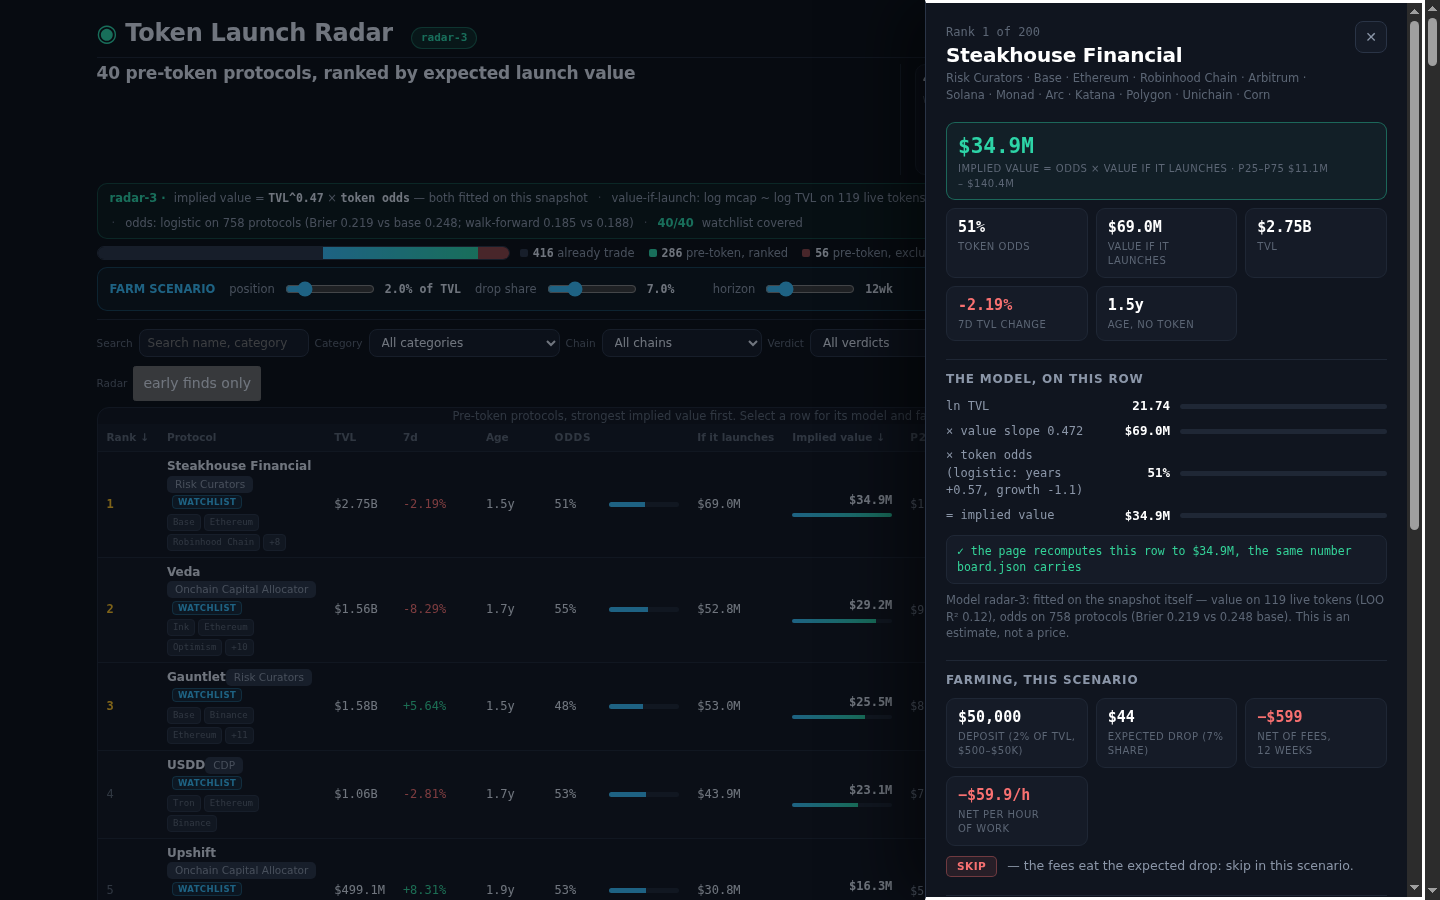 ◉ Token Launch Radar radar-3
40 pre-token protocols, ranked by expected launch value
radar-3 · implied value = TVL^0.47 × token odds — both fitted on this snapshot · value-if-launch: log mcap ~ log TVL on 119 live tokens
· odds: logistic on 758 protocols (Brier 0.219 vs base 0.248; walk-forward 0.185 vs 0.188) · 40/40 watchlist covered
416 already trade 286 pre-token, ranked 56 pre-token, exclu
FARM SCENARIO position 2.0% of TVL drop share 7.0% horizon 12wk
Search Search name, category Category All categories Chain All chains Verdict All verdicts
Radar early finds only
Pre-token protocols, strongest implied value first. Select a row for its model and fa
Rank ↓ Protocol TVL 7d Age ODDS If it launches Implied value ↓ P2
Steakhouse Financial
Risk Curators
WATCHLIST
1 $2.75B -2.19% 1.5y 51% $69.0M $34.9M $1
Base Ethereum
Robinhood Chain +8
Veda
Onchain Capital Allocator
WATCHLIST
2 $1.56B -8.29% 1.7y 55% $52.8M $29.2M $9
Ink Ethereum
Optimism +10
Gauntlet Risk Curators
WATCHLIST
3 $1.58B +5.64% 1.5y 48% $53.0M $25.5M $8
Base Binance
Ethereum +11
USDD CDP
WATCHLIST
4 $1.06B -2.81% 1.7y 53% $43.9M $23.1M $7
Tron Ethereum
Binance
Upshift
Onchain Capital Allocator
WATCHLIST
5 $499.1M +8.31% 1.9y 53% $30.8M $16.3M $5
Rank 1 of 200
✕
Steakhouse Financial
Risk Curators · Base · Ethereum · Robinhood Chain · Arbitrum ·
Solana · Monad · Arc · Katana · Polygon · Unichain · Corn
$34.9M
IMPLIED VALUE = ODDS × VALUE IF IT LAUNCHES · P25–P75 $11.1M
– $140.4M
51%
TOKEN ODDS
$69.0M
VALUE IF IT
LAUNCHES
$2.75B
TVL
-2.19%
7D TVL CHANGE
1.5y
AGE, NO TOKEN
THE MODEL, ON THIS ROW
ln TVL 21.74
× value slope 0.472 $69.0M
× token odds
(logistic: years 51%
+0.57, growth -1.1)
= implied value $34.9M
✓ the page recomputes this row to $34.9M, the same number
board.json carries
Model radar-3: fitted on the snapshot itself — value on 119 live tokens (LOO
R² 0.12), odds on 758 protocols (Brier 0.219 vs 0.248 base). This is an
estimate, not a price.
FARMING, THIS SCENARIO
$50,000
DEPOSIT (2% OF TVL,
$500–$50K)
$44
EXPECTED DROP (7%
SHARE)
−$599
NET OF FEES,
12 WEEKS
−$59.9/h
NET PER HOUR
OF WORK
SKIP — the fees eat the expected drop: skip in this scenario.